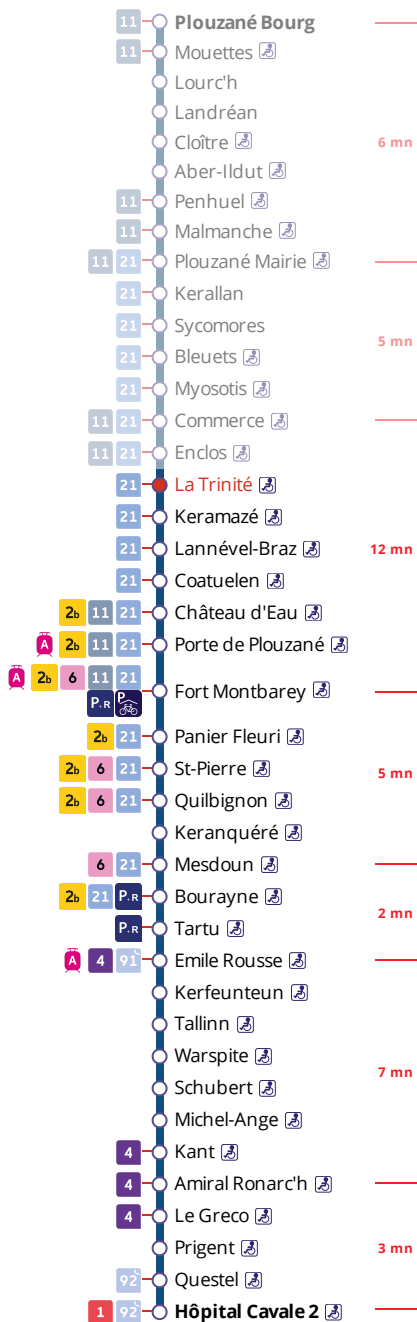 11 Plouzané Bourg
11 Mouettes
Lourc'h
Landréan
Cloître
6 mn
Aber-Ildut
11 Penhuel
11 Malmanche
11 21 Plouzané Mairie
21 Kerallan
21 Sycomores
5 mn
21 Bleuets
21 Myosotis
11 21 Commerce
11 21 Enclos
21 La Trinité
21 Keramazé
21 Lannével-Braz
12 mn
21 Coatuelen
2b 11 21 Château d'Eau
A 2b 11 21 Porte de Plouzané
A 2b 6 11 21
P+R P Fort Montbarey
2b 21 Panier Fleuri
2b 6 21 St-Pierre
5 mn
2b 6 21 Quilbignon
Keranquéré
6 21 Mesdoun
2b 21 P+R Bourayne
2 mn
P+R Tartu
A 4 91 Emile Rousse
Kerfeunteun
Tallinn
Warspite
7 mn
Schubert
Michel-Ange
4 Kant
4 Amiral Ronarc'h
4 Le Greco
Prigent
3 mn
92 Questel
1 92 Hôpital Cavale 2